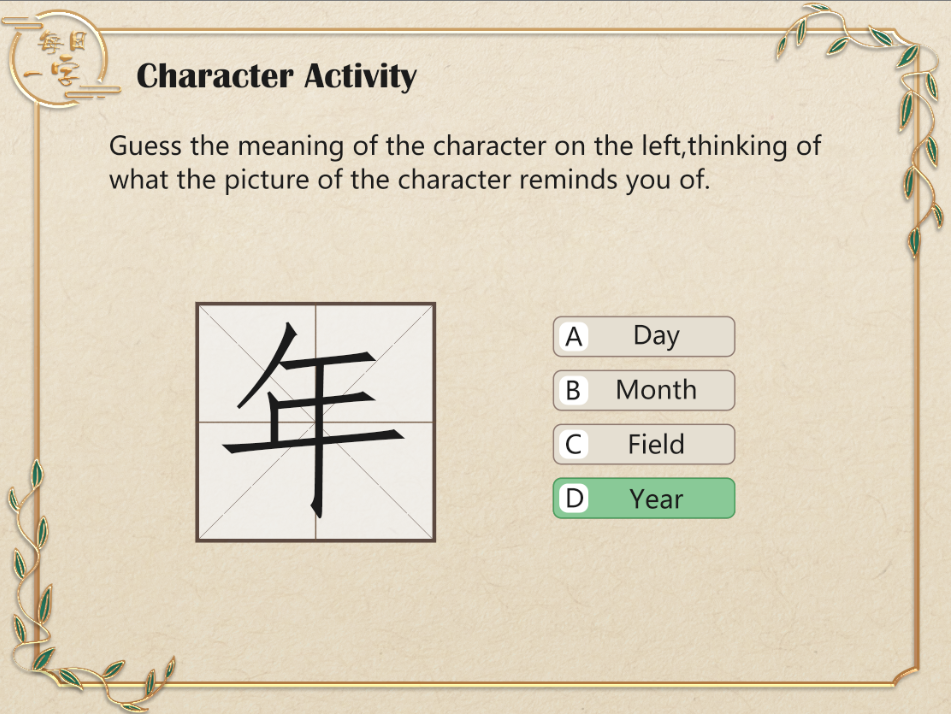 每日
一字
Character Activity
Guess the meaning of the character on the left,thinking of
what the picture of the character reminds you of.
年
A Day
B Month
C Field
D Year